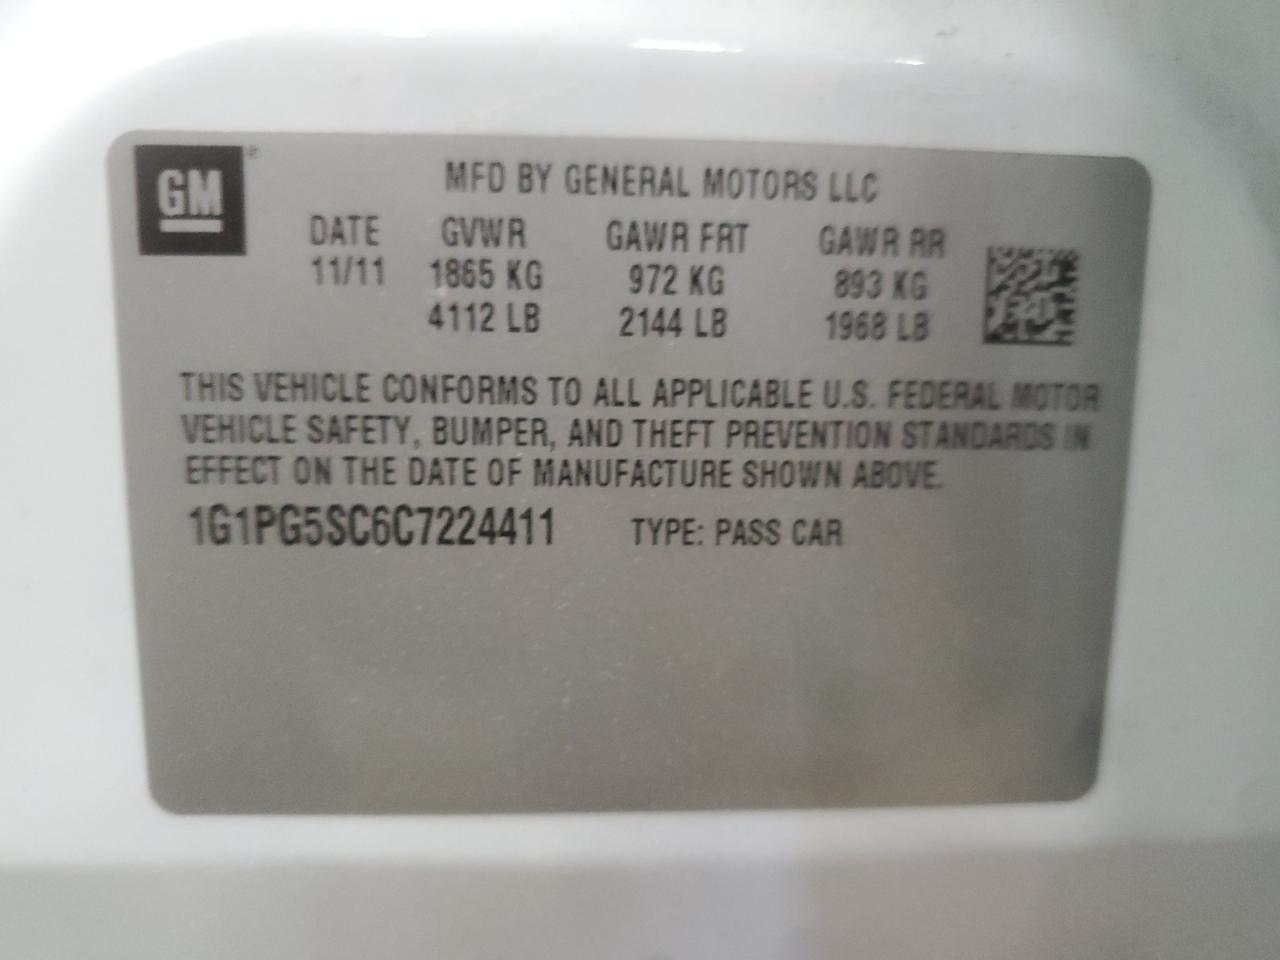 GM®
MFD BY GENERAL MOTORS LLC
DATE GVWR GAWR FRT GAWR RR
11/11 1865 KG 972 KG 893 KG
4112 LB 2144 LB 1968 LB
THIS VEHICLE CONFORMS TO ALL APPLICABLE U.S. FEDERAL MOTOR
VEHICLE SAFETY, BUMPER, AND THEFT PREVENTION STANDARDS IN
EFFECT ON THE DATE OF MANUFACTURE SHOWN ABOVE.
1G1PG5SC6C7224411 TYPE: PASS CAR